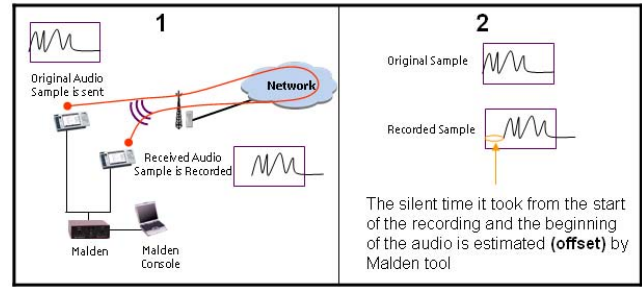 1
Original Audio
Sample is sent
Network
Received Audio
Sample is Recorded
Malden
Malden
Console
2
Original Sample
Recorded Sample
The silent time it took from the start
of the recording and the beginning
of the audio is estimated (offset) by
Malden tool